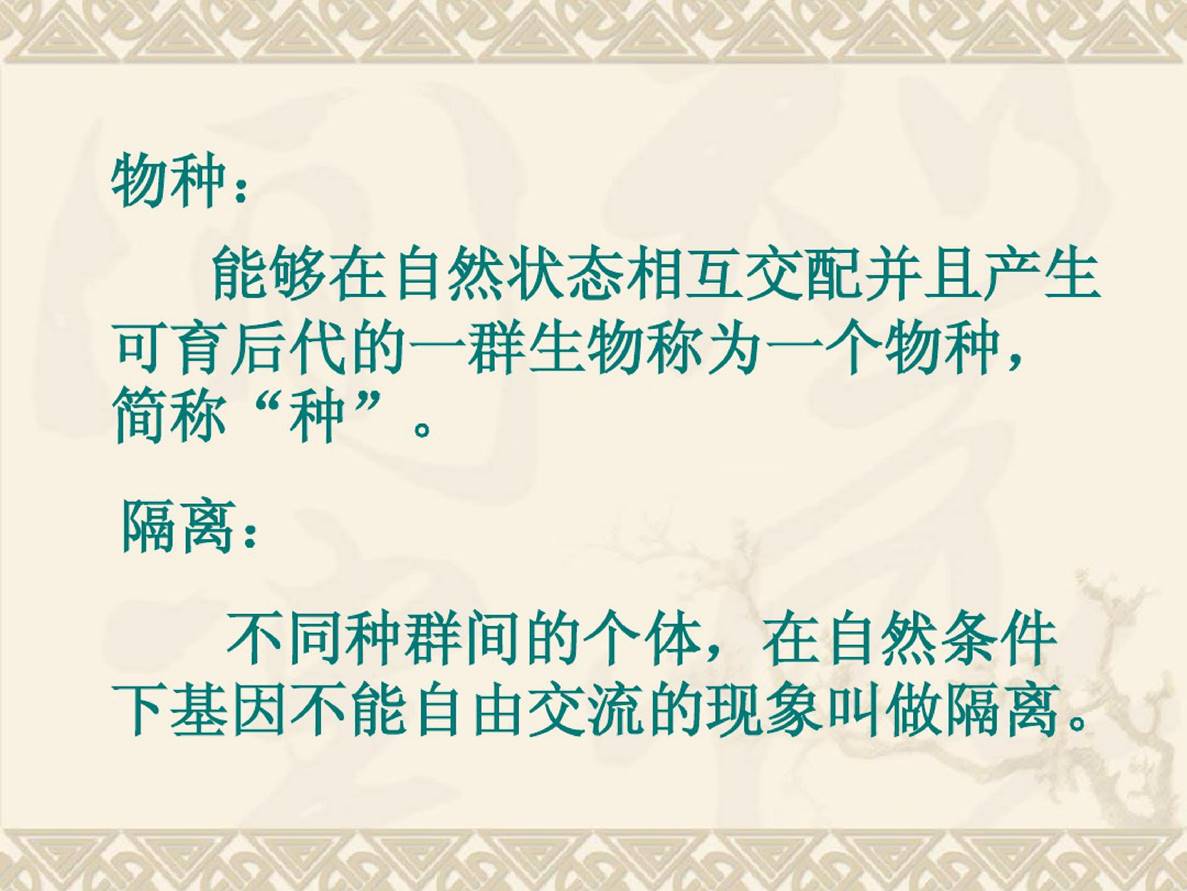 物种：
能够在自然状态相互交配并且产生
可育后代的一群生物称为一个物种，
简称“种”。
隔离：
不同种群间的个体，在自然条件
下基因不能自由交流的现象叫做隔离。